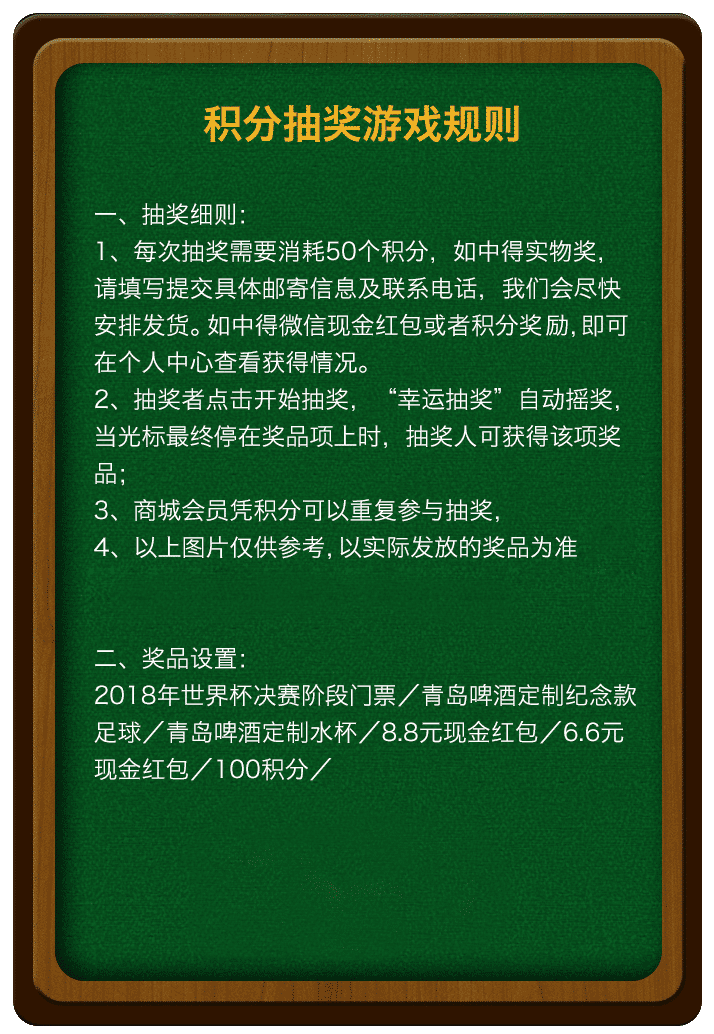 积分抽奖游戏规则
一、抽奖细则：
1、每次抽奖需要消耗50个积分，如中得实物奖，
请填写提交具体邮寄信息及联系电话，我们会尽快
安排发货。如中得微信现金红包或者积分奖励，即可
在个人中心查看获得情况。
2、抽奖者点击开始抽奖，“幸运抽奖”自动摇奖，
当光标最终停在奖品项上时，抽奖人可获得该项奖
品；
3、商城会员凭积分可以重复参与抽奖，
4、以上图片仅供参考，以实际发放的奖品为准
二、奖品设置：
2018年世界杯决赛阶段门票／青岛啤酒定制纪念款
足球／青岛啤酒定制水杯／8.8元现金红包／6.6元
现金红包／100积分／